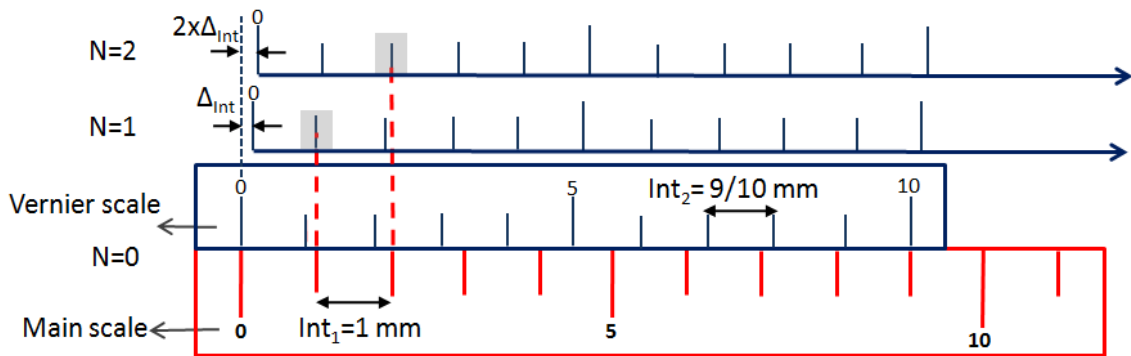 0
2xΔInt
N=2
0
ΔInt
N=1
0 5 10
Int2= 9/10 mm
Vernier scale
N=0
Main scale
0 Int1=1 mm 5 10